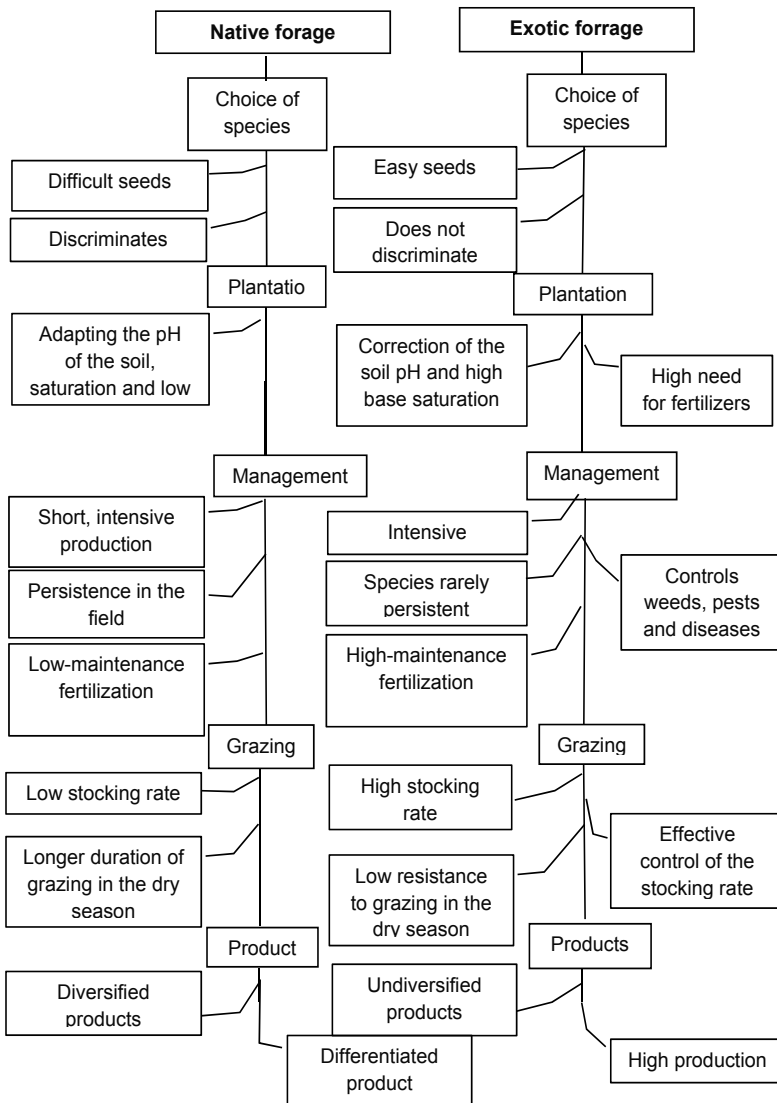 Native forage
Choice of
species
Difficult seeds
Discriminates
Plantatio
Adapting the pH
of the soil,
saturation and low
Management
Short, intensive
production
Persistence in the
field
Low-maintenance
fertilization
Grazing
Low stocking rate
Longer duration of
grazing in the dry
season
Product
Diversified
products
Differentiated
product
Exotic forrage
Choice of
species
Easy seeds
Does not
discriminate
Plantation
Correction of the
soil pH and high
base saturation
High need
for fertilizers
Management
Intensive
Species rarely
persistent
Controls
weeds, pests
and diseases
High-maintenance
fertilization
Grazing
High stocking
rate
Effective
control of the
stocking rate
Low resistance
to grazing in the
dry season
Products
Undiversified
products
High production